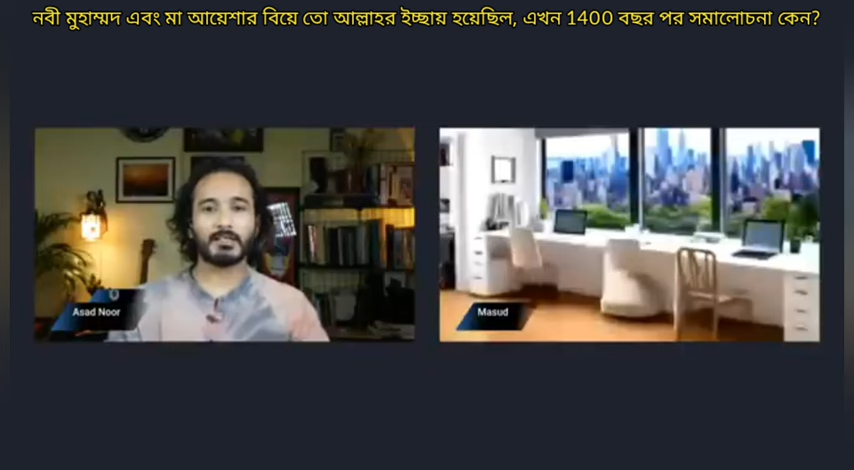 নবী মুহাম্মদ এবং মা আয়েশার বিয়ে তো আল্লাহর ইচ্ছায় হয়েছিল, এখন 1400 বছর পর সমালোচনা কেন?
Asad Noor
Masud